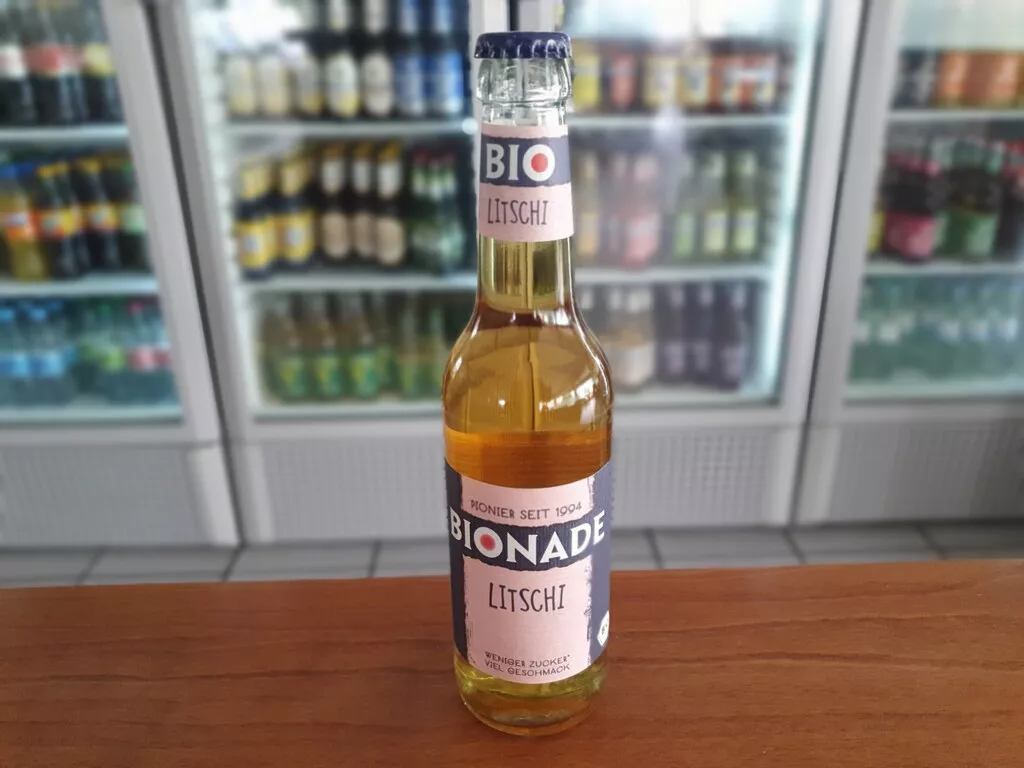 BIO
LITSCHI
PIONIER SEIT 1994
BIONADE
LITSCHI
WENIGER ZUCKER*
VIEL GESCHMACK